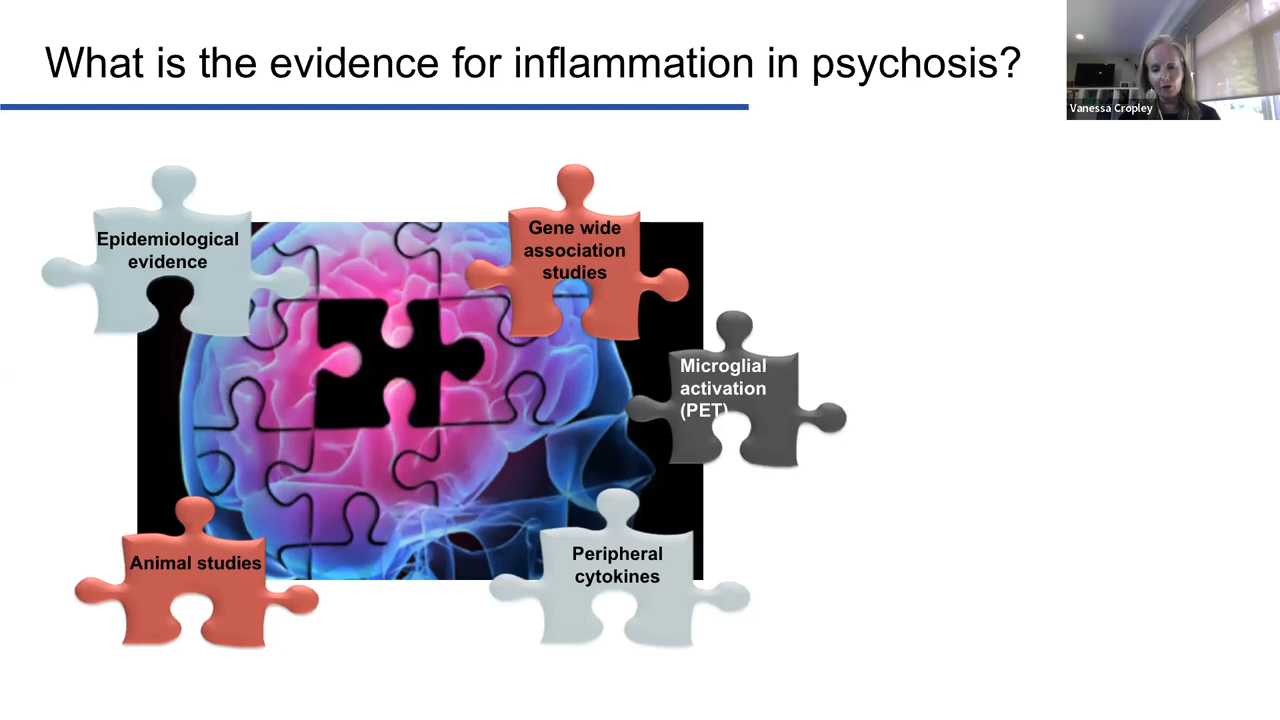 What is the evidence for inflammation in psychosis?
Vanessa Cropley
Epidemiological
evidence
Gene wide
association
studies
Microglial
activation
(PET)
Animal studies
Peripheral
cytokines